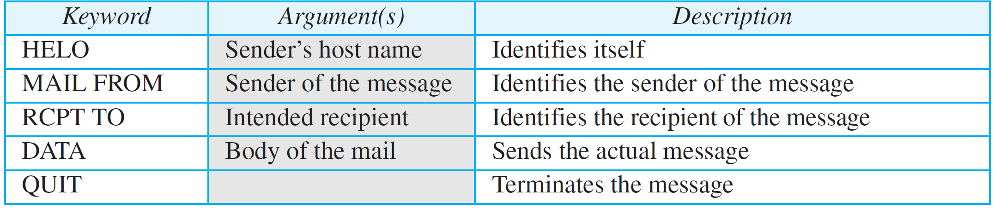 Keyword Argument(s) Description
HELO Sender’s host name Identifies itself
MAIL FROM Sender of the message Identifies the sender of the message
RCPT TO Intended recipient Identifies the recipient of the message
DATA Body of the mail Sends the actual message
QUIT Terminates the message